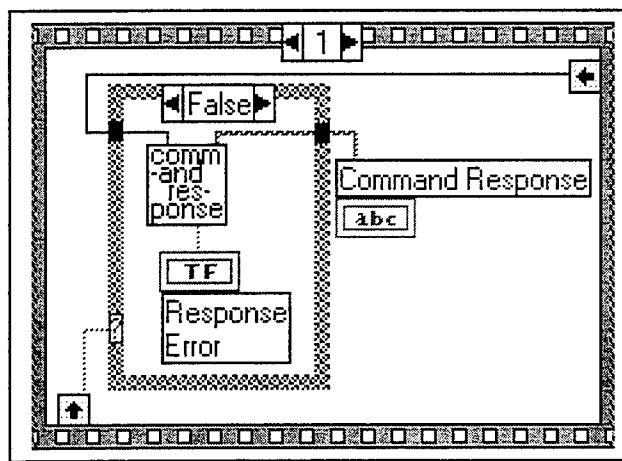 1
False
comm
-and
res-
ponse
Command Response
abc
TF
Response
Error
?